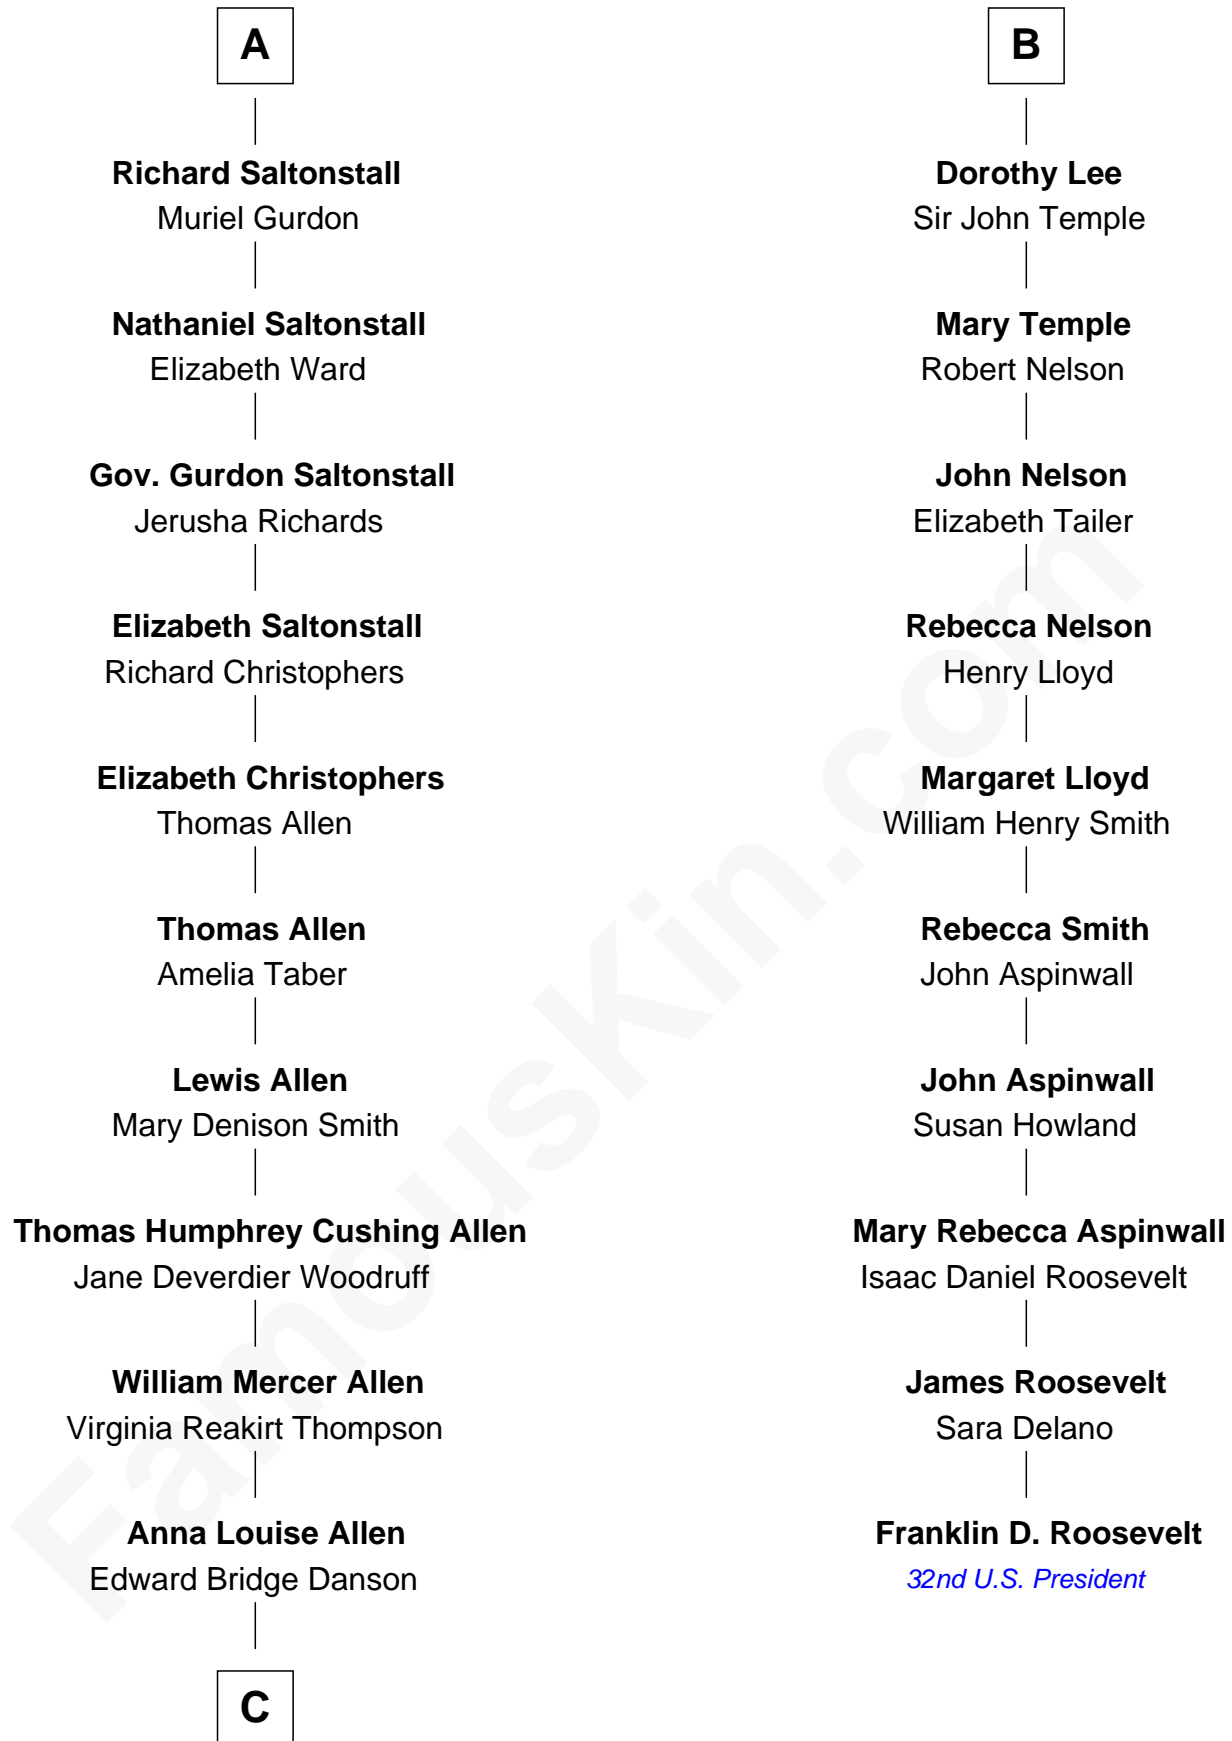 A
Richard Saltonstall
Muriel Gurdon
Nathaniel Saltonstall
Elizabeth Ward
Gov. Gurdon Saltonstall
Jerusha Richards
Elizabeth Saltonstall
Richard Christophers
Elizabeth Christophers
Thomas Allen
Thomas Allen
Amelia Taber
Lewis Allen
Mary Denison Smith
Thomas Humphrey Cushing Allen
Jane Deverdier Woodruff
William Mercer Allen
Virginia Reakirt Thompson
Anna Louise Allen
Edward Bridge Danson
C
B
Dorothy Lee
Sir John Temple
Mary Temple
Robert Nelson
John Nelson
Elizabeth Tailer
Rebecca Nelson
Henry Lloyd
Margaret Lloyd
William Henry Smith
Rebecca Smith
John Aspinwall
John Aspinwall
Susan Howland
Mary Rebecca Aspinwall
Isaac Daniel Roosevelt
James Roosevelt
Sara Delano
Franklin D. Roosevelt
32nd U.S. President
FamousKin.com